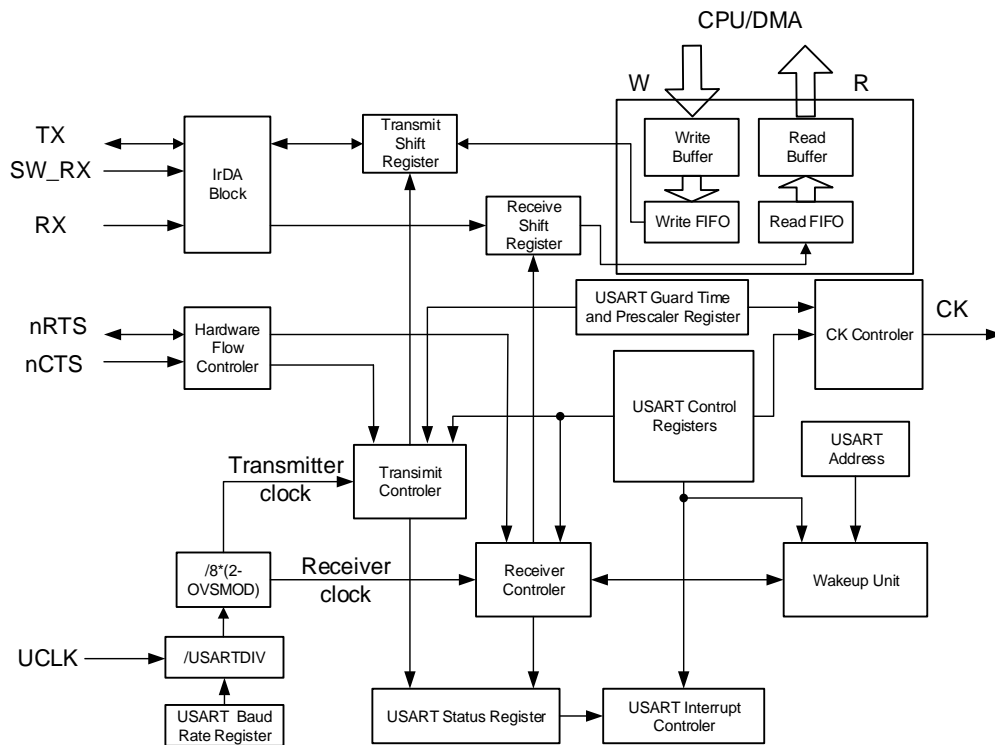 CPU/DMA
W
R
TX
SW_RX
RX
IrDA
Block
Transmit
Shift
Register
Write
Buffer
Read
Buffer
Receive
Shift
Register
Write FIFO
Read FIFO
nRTS
nCTS
Hardware
Flow
Controler
USART Guard Time
and Prescaler Register
CK Controler
CK
USART Control
Registers
USART
Address
Transmitter
clock
Transimit
Controler
/8*(2-
OVSMOD)
Receiver
clock
Receiver
Controler
Wakeup Unit
UCLK
/USARTDIV
USART Baud
Rate Register
USART Status Register
USART Interrupt
Controler